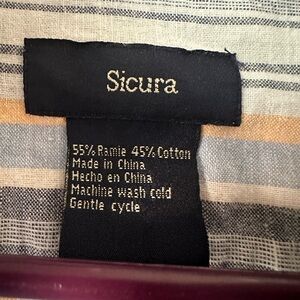 Sicura
55% Ramie 45% Cotton
Made in China
Hecho en China
Machine wash cold
Gentle cycle